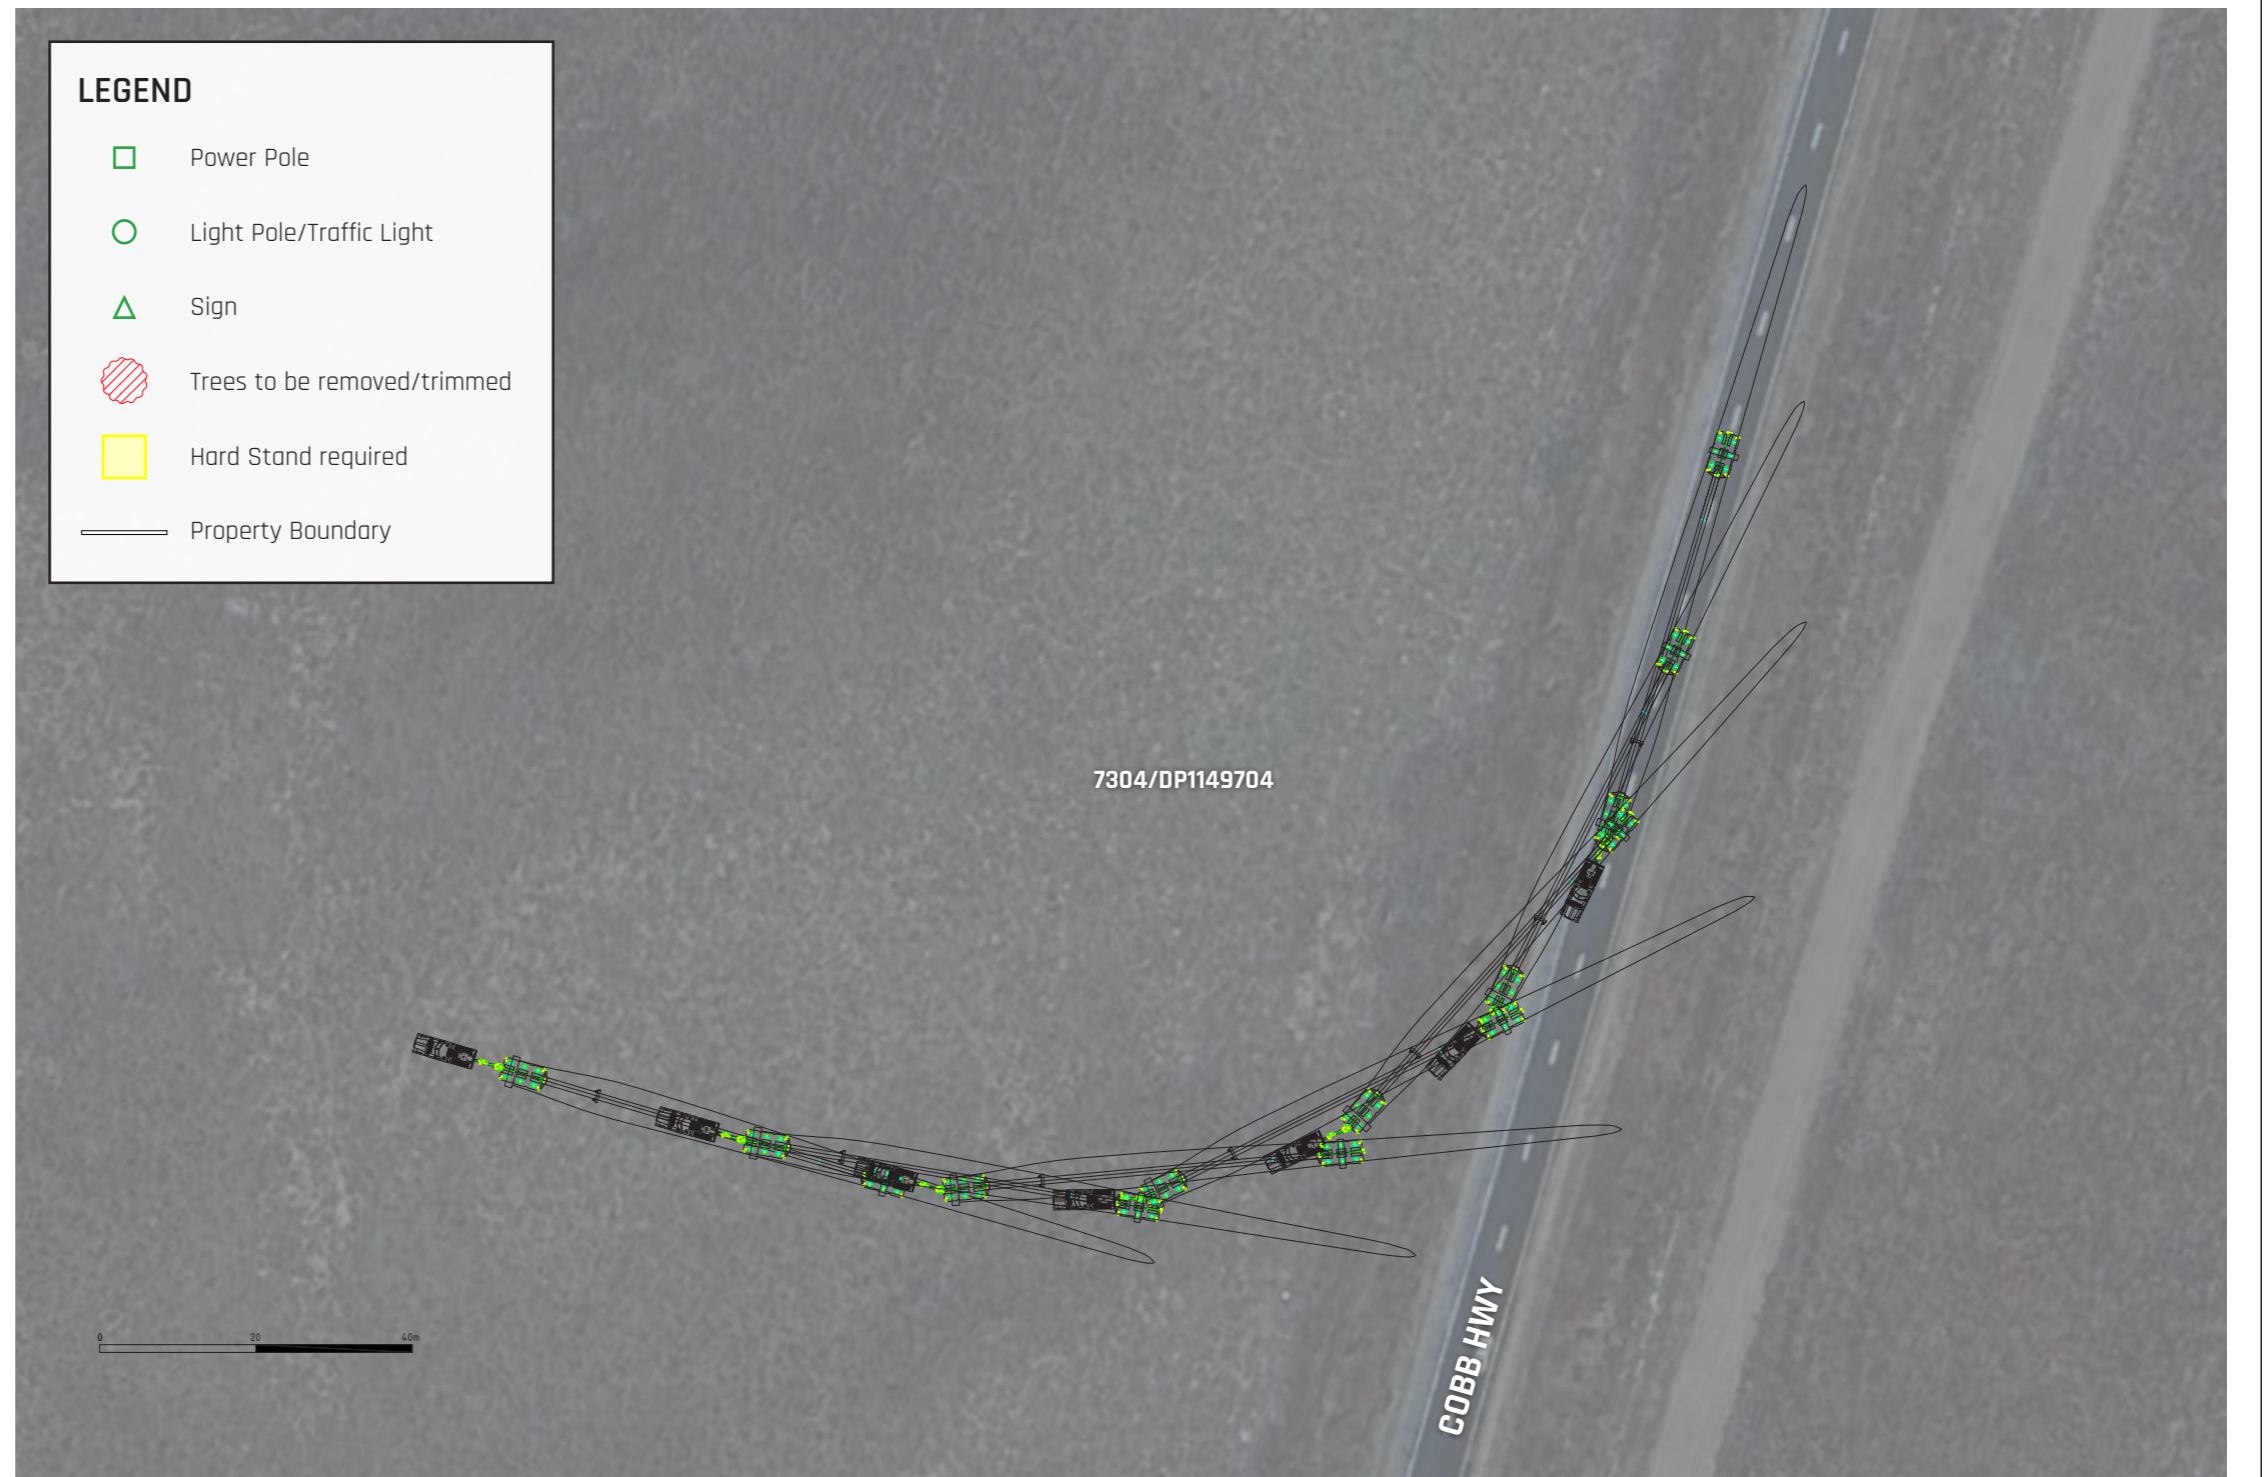 LEGEND
Power Pole
Light Pole/Traffic Light
Sign
Trees to be removed/trimmed
Hard Stand required
Property Boundary
7304/DP1149704
COBB HWY
0 20 40m